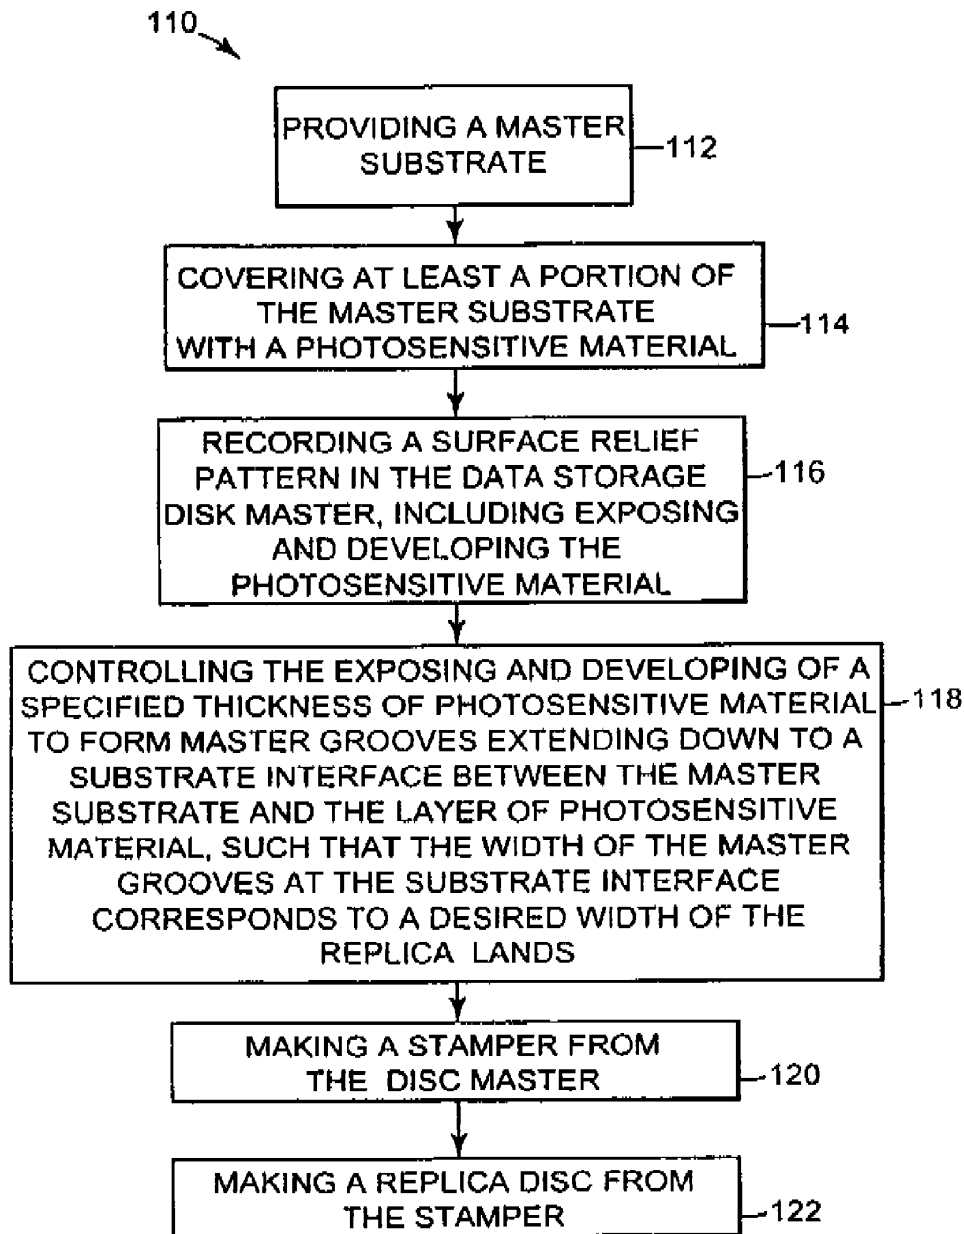 110
PROVIDING A MASTER
SUBSTRATE
112
COVERING AT LEAST A PORTION OF
THE MASTER SUBSTRATE
WITH A PHOTOSENSITIVE MATERIAL
114
RECORDING A SURFACE RELIEF
PATTERN IN THE DATA STORAGE
DISK MASTER, INCLUDING EXPOSING
AND DEVELOPING THE
PHOTOSENSITIVE MATERIAL
116
CONTROLLING THE EXPOSING AND DEVELOPING OF A
SPECIFIED THICKNESS OF PHOTOSENSITIVE MATERIAL
TO FORM MASTER GROOVES EXTENDING DOWN TO A
SUBSTRATE INTERFACE BETWEEN THE MASTER
SUBSTRATE AND THE LAYER OF PHOTOSENSITIVE
MATERIAL, SUCH THAT THE WIDTH OF THE MASTER
GROOVES AT THE SUBSTRATE INTERFACE
CORRESPONDS TO A DESIRED WIDTH OF THE
REPLICA LANDS
118
MAKING A STAMPER FROM
THE DISC MASTER
120
MAKING A REPLICA DISC FROM
THE STAMPER
122